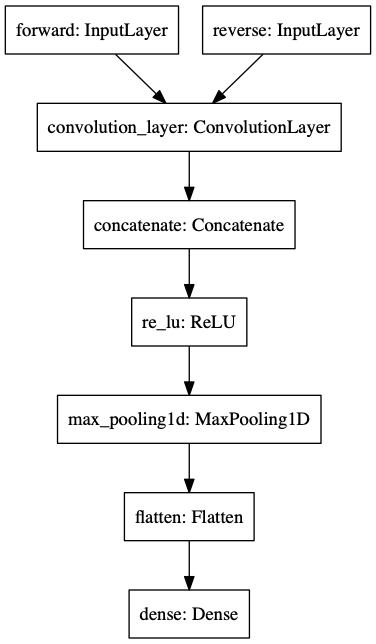 forward: InputLayer
reverse: InputLayer
convolution_layer: ConvolutionLayer
concatenate: Concatenate
re_lu: ReLU
max_pooling1d: MaxPooling1D
flatten: Flatten
dense: Dense